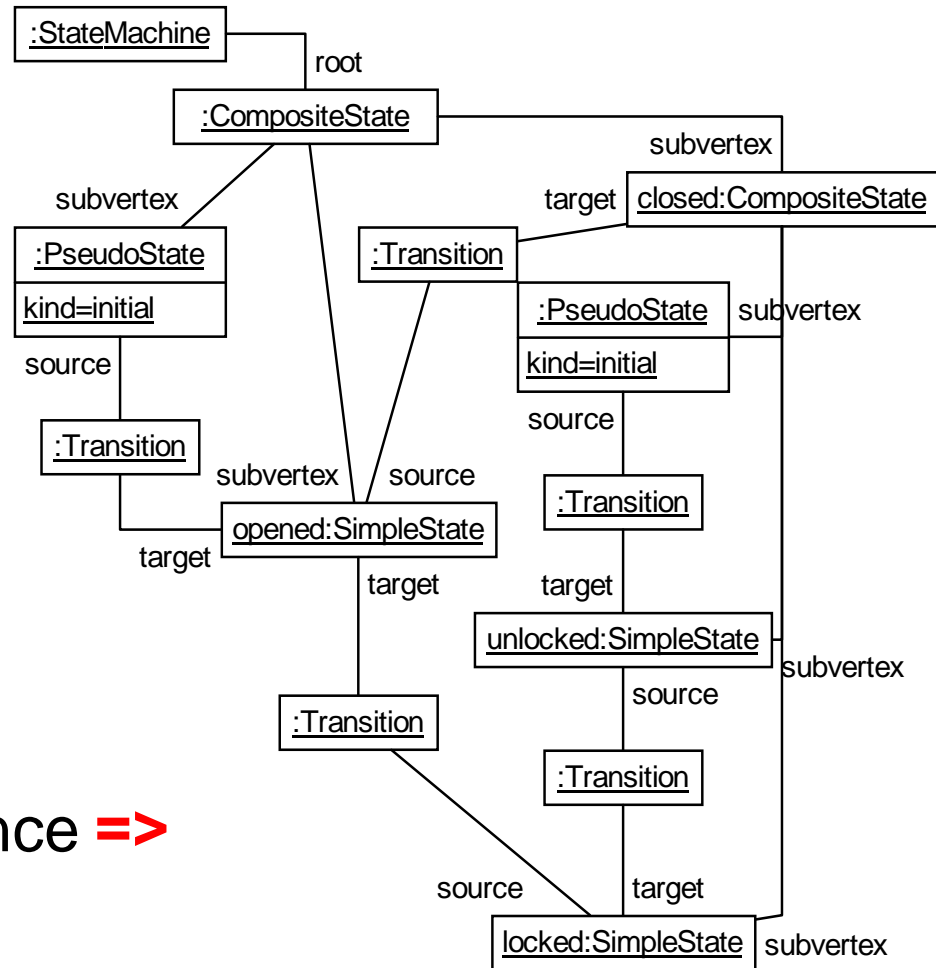 :StateMachine
root
:CompositeState
subvertex
subvertex
target
closed:CompositeState
:PseudoState
kind=initial
:Transition
:PseudoState
subvertex
kind=initial
source
source
:Transition
subvertex
source
:Transition
opened:SimpleState
target
target
target
unlocked:SimpleState
subvertex
source
:Transition
:Transition
nce =>
source
target
locked:SimpleState
subvertex